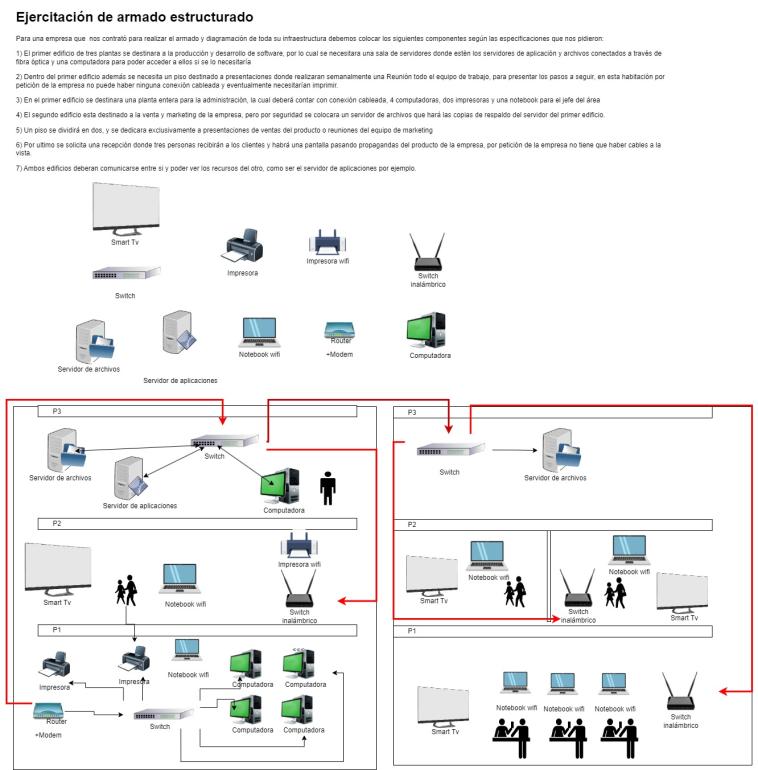 Ejercitación de armado estructurado
Para una empresa que nos contrató para realizar el armado y diagramación de toda su infraestructura debemos colocar los siguientes componentes según las especificaciones que nos pidieron:
1) El primer edificio de tres plantas se destinara a la producción y desarrollo de software, por lo cual se necesitara una sala de servidores donde estén los servidores de aplicación y archivos conectados a través de
fibra óptica y una computadora para poder acceder a ellos si se lo necesitaría
2) Dentro del primer edificio además se necesita un piso destinado a presentaciones donde realizaran semanalmente una Reunión todo el equipo de trabajo, para presentar los pasos a seguir, en esta habitación por
petición de la empresa no puede haber ninguna conexión cableada y eventualmente necesitarían imprimir.
3) En el primer edificio se destinara una planta entera para la administración, la cual deberá contar con conexión cableada, 4 computadoras, dos impresoras y una notebook para el jefe del área
4) El segundo edificio esta destinado a la venta y marketing de la empresa, pero por seguridad se colocara un servidor de archivos que hará las copias de respaldo del servidor del primer edificio.
5) Un piso se dividirá en dos, y se dedicara exclusivamente a presentaciones de ventas del producto o reuniones del equipo de marketing
6) Por ultimo se solicita una recepción donde tres personas recibirán a los clientes y habrá una pantalla pasando propagandas del producto de la empresa, por petición de la empresa no tiene que haber cables a la
vista.
7) Ambos edificios deberan comunicarse entre si y poder ver los recursos del otro, como ser el servidor de aplicaciones por ejemplo.
Smart Tv
Impresora
Impresora wifi
Switch
inalámbrico
Switch
Servidor de archivos
Servidor de aplicaciones
Notebook wifi
Router
+Modem
Computadora
P3
Servidor de archivos
Servidor de aplicaciones
Switch
Computadora
P2
Smart Tv
Notebook wifi
Impresora wifi
Switch
inalámbrico
P1
Impresora
Impresora
Notebook wifi
Computadora
Computadora
Router
+Modem
Switch
Computadora
Computadora
P3
Switch
Servidor de archivos
P2
Smart Tv
Notebook wifi
Switch
inalámbrico
Notebook wifi
Smart Tv
P1
Smart Tv
Notebook wifi
Notebook wifi
Notebook wifi
Switch
inalámbrico